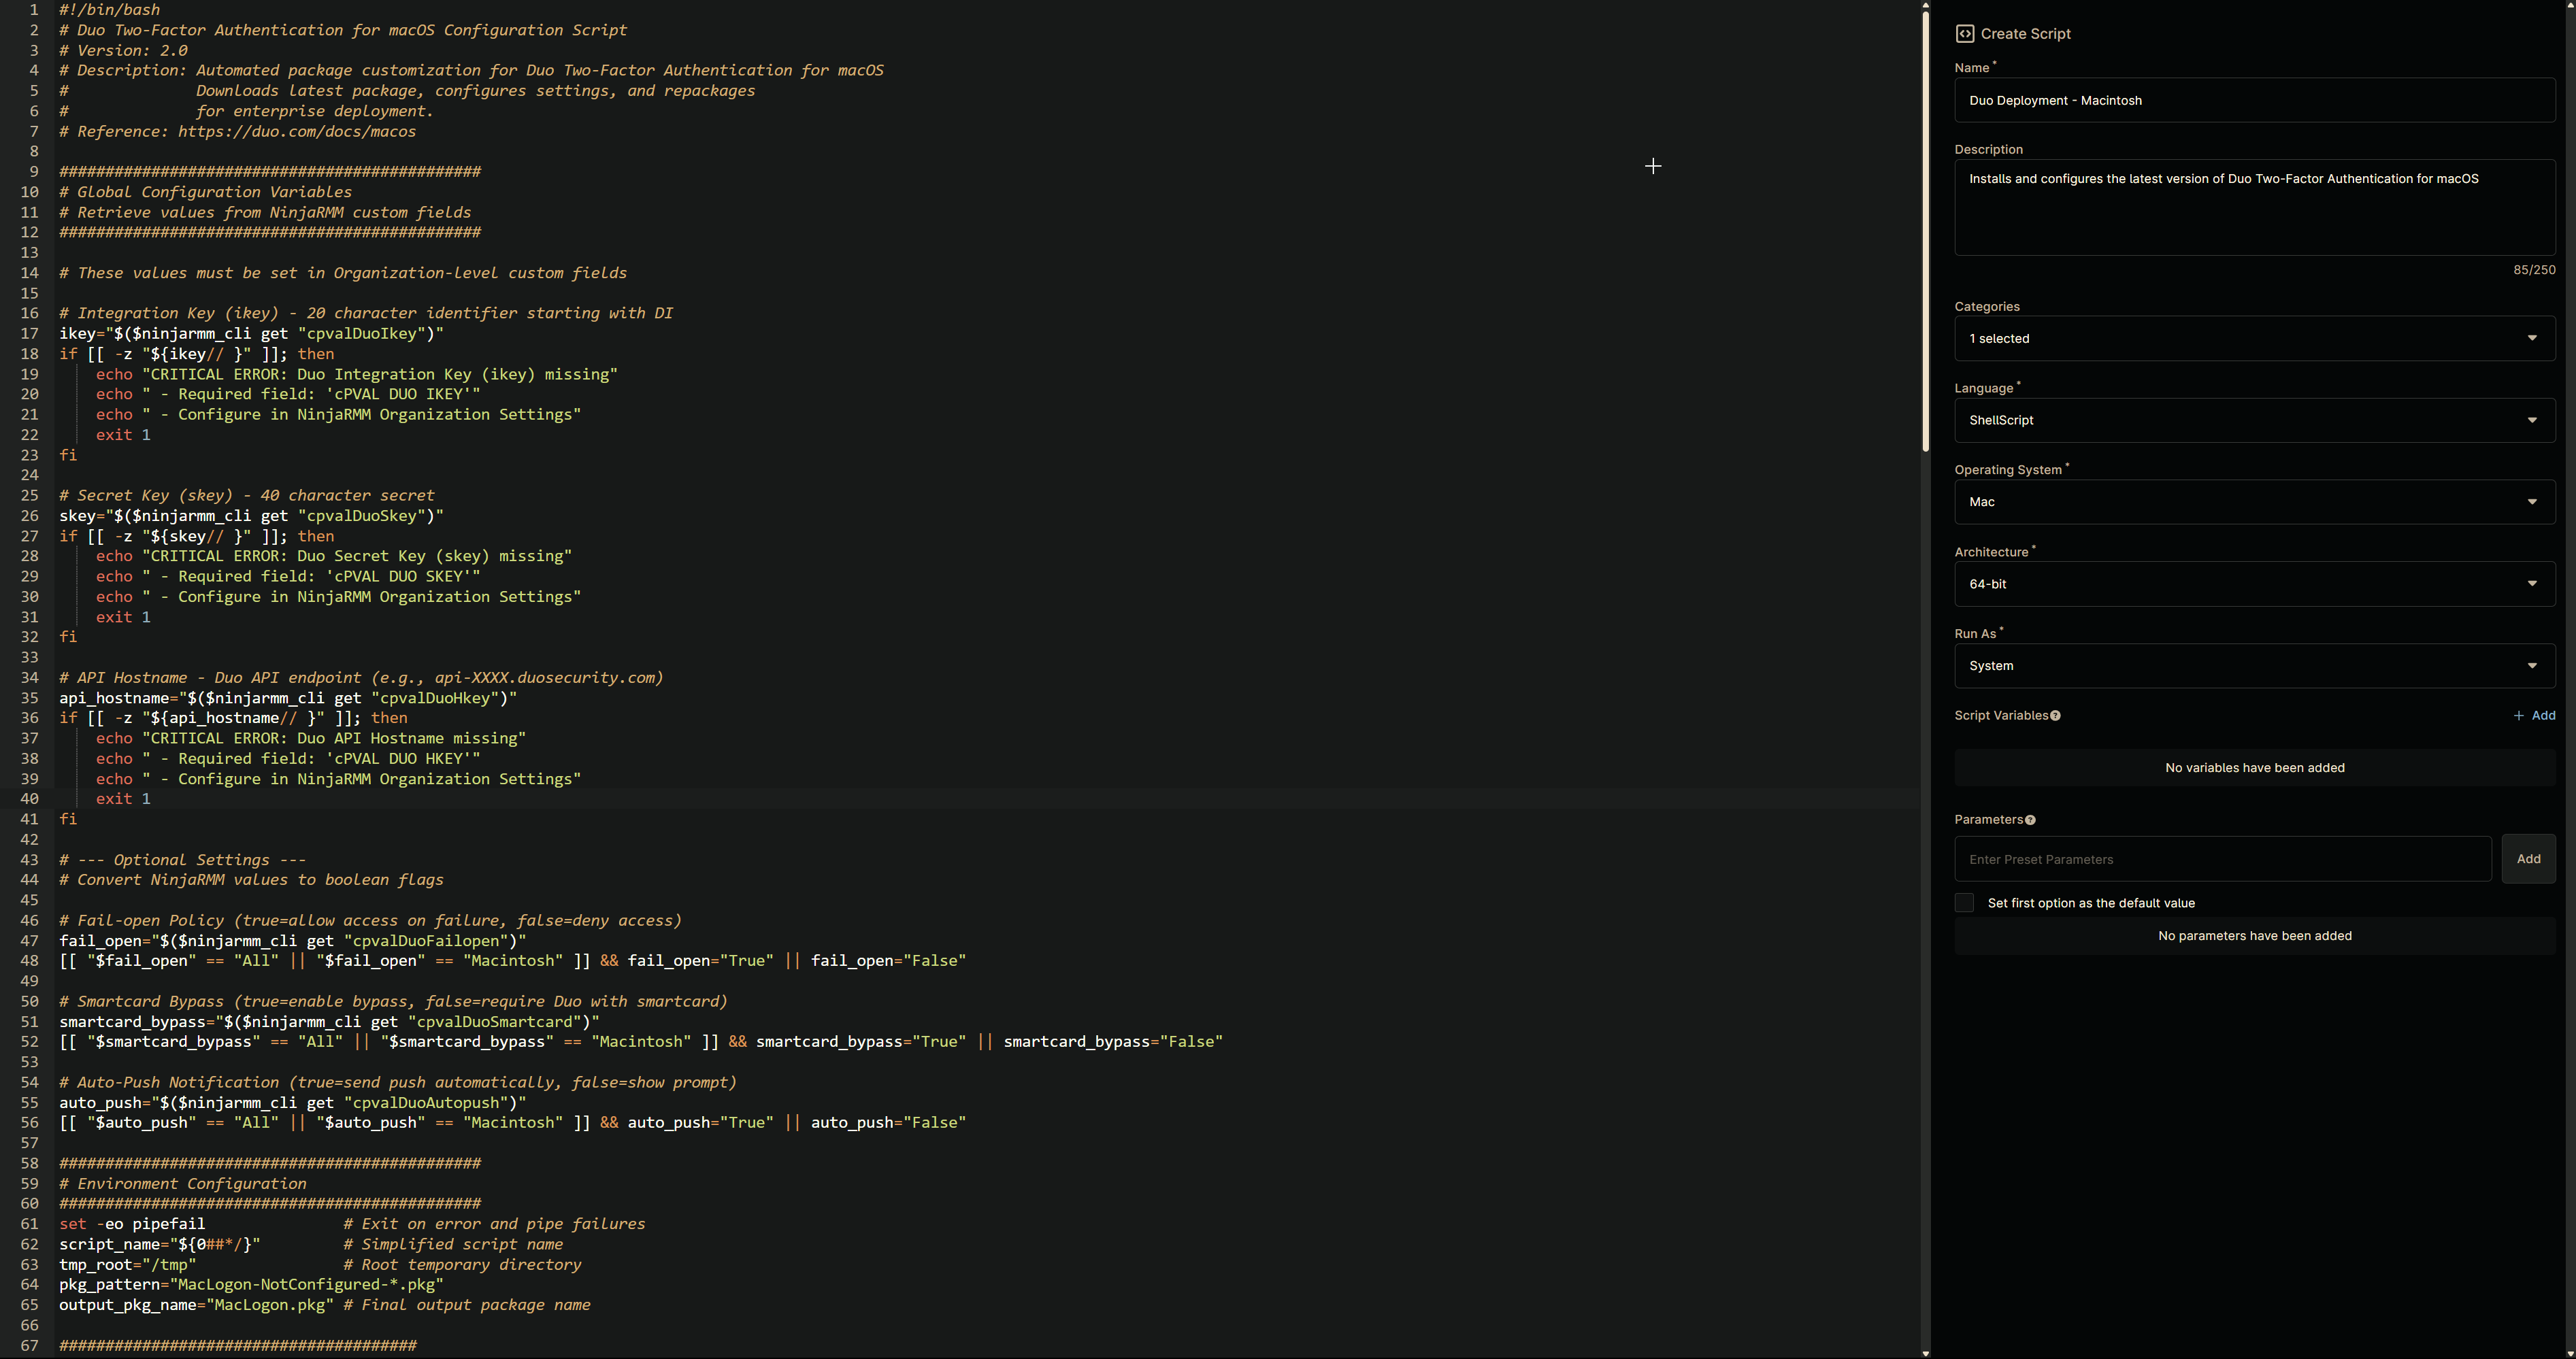 1 #!/bin/bash
2 # Duo Two-Factor Authentication for macOS Configuration Script
3 # Version: 2.0
4 # Description: Automated package customization for Duo Two-Factor Authentication for macOS
5 #              Downloads latest package, configures settings, and repackages
6 #              for enterprise deployment.
7 # Reference: https://duo.com/docs/macos
8
9 ##############################################
10 # Global Configuration Variables
11 # Retrieve values from NinjaRMM custom fields
12 ##############################################
13
14 # These values must be set in Organization-level custom fields
15
16 # Integration Key (ikey) - 20 character identifier starting with DI
17 ikey="$($ninjarmm_cli get "cpvalDuoIkey")"
18 if [[ -z "${ikey// }" ]]; then
19     echo "CRITICAL ERROR: Duo Integration Key (ikey) missing"
20     echo " - Required field: 'cPVAL DUO IKEY'"
21     echo " - Configure in NinjaRMM Organization Settings"
22     exit 1
23 fi
24
25 # Secret Key (skey) - 40 character secret
26 skey="$($ninjarmm_cli get "cpvalDuoSkey")"
27 if [[ -z "${skey// }" ]]; then
28     echo "CRITICAL ERROR: Duo Secret Key (skey) missing"
29     echo " - Required field: 'cPVAL DUO SKEY'"
30     echo " - Configure in NinjaRMM Organization Settings"
31     exit 1
32 fi
33
34 # API Hostname - Duo API endpoint (e.g., api-XXXX.duosecurity.com)
35 api_hostname="$($ninjarmm_cli get "cpvalDuoHkey")"
36 if [[ -z "${api_hostname// }" ]]; then
37     echo "CRITICAL ERROR: Duo API Hostname missing"
38     echo " - Required field: 'cPVAL DUO HKEY'"
39     echo " - Configure in NinjaRMM Organization Settings"
40     exit 1
41 fi
42
43 # --- Optional Settings ---
44 # Convert NinjaRMM values to boolean flags
45
46 # Fail-open Policy (true=allow access on failure, false=deny access)
47 fail_open="$($ninjarmm_cli get "cpvalDuoFailopen")"
48 [[ "$fail_open" == "All" || "$fail_open" == "Macintosh" ]] && fail_open="True" || fail_open="False"
49
50 # Smartcard Bypass (true=enable bypass, false=require Duo with smartcard)
51 smartcard_bypass="$($ninjarmm_cli get "cpvalDuoSmartcard")"
52 [[ "$smartcard_bypass" == "All" || "$smartcard_bypass" == "Macintosh" ]] && smartcard_bypass="True" || smartcard_bypass="False"
53
54 # Auto-Push Notification (true=send push automatically, false=show prompt)
55 auto_push="$($ninjarmm_cli get "cpvalDuoAutopush")"
56 [[ "$auto_push" == "All" || "$auto_push" == "Macintosh" ]] && auto_push="True" || auto_push="False"
57
58 ##############################################
59 # Environment Configuration
60 ##############################################
61 set -eo pipefail               # Exit on error and pipe failures
62 script_name="${0##*/}"         # Simplified script name
63 tmp_root="/tmp"                # Root temporary directory
64 pkg_pattern="MacLogon-NotConfigured-*.pkg"
65 output_pkg_name="MacLogon.pkg" # Final output package name
66
67 #######################################
Create Script
Name *
Duo Deployment - Macintosh
Description
Installs and configures the latest version of Duo Two-Factor Authentication for macOS
85/250
Categories
1 selected
Language *
ShellScript
Operating System *
Mac
Architecture *
64-bit
Run As *
System
Script Variables ?
+ Add
No variables have been added
Parameters ?
Enter Preset Parameters
Add
Set first option as the default value
No parameters have been added